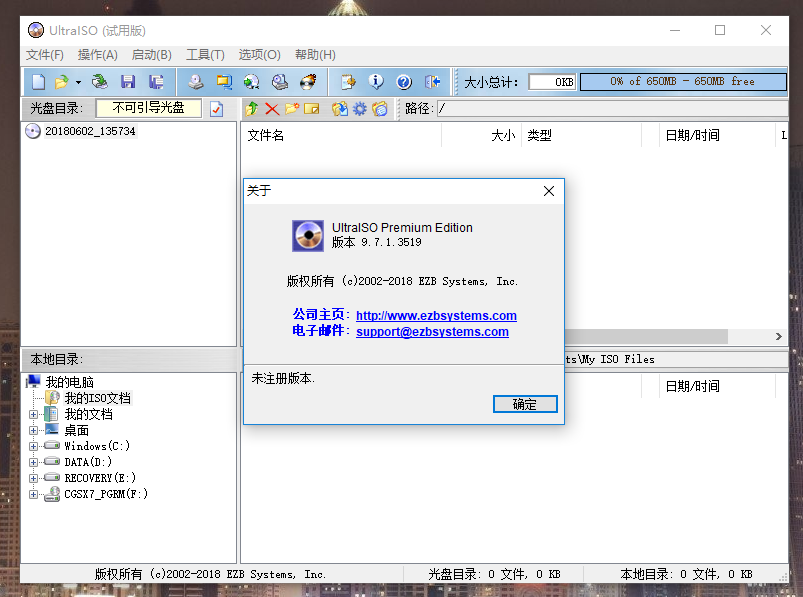 UltraISO (试用版)
文件(F) 操作(A) 启动(B) 工具(T) 选项(O) 帮助(H)
大小总计: 0KB 0% of 650MB - 650MB free
光盘目录: 不可引导光盘 路径: /
20180602_135734
文件名 大小 类型 日期/时间 L
关于
UltraISO Premium Edition
版本 9.7.1.3519
版权所有 (c)2002-2018 EZB Systems, Inc.
公司主页: http://www.ezbsystems.com
电子邮件: support@ezbsystems.com
未注册版本.
确定
本地目录: ts\My ISO Files
我的电脑 日期/时间
我的ISO文档
我的文档
桌面
Windows(C:)
DATA(D:)
RECOVERY(E:)
CGSX7_PGRM(F:)
版权所有 (c)2002-2018 EZB Systems, Inc. 光盘目录: 0 文件, 0 KB 本地目录: 0 文件, 0 KB